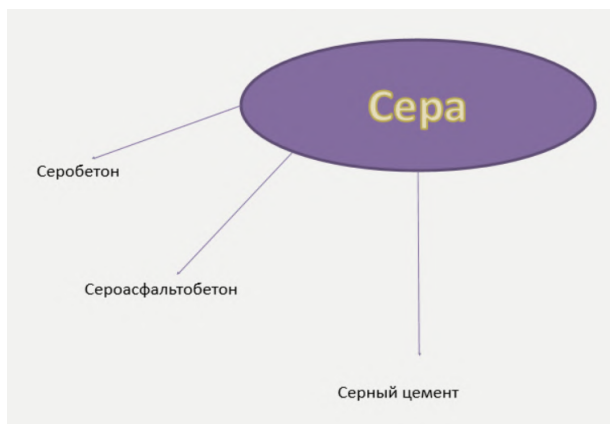 Сера
Серобетон
Сероасфальтобетон
Серный цемент